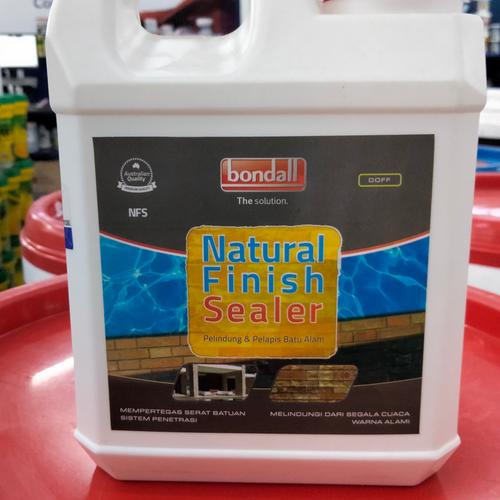 Australian
Quality
bondall
The solution.
DOFF
NFS
Natural
Finish
Sealer
Pelindung & Pelapis Batu Alam
MEMPERTEGAS SERAT BATUAN
SISTEM PENETRASI
MELINDUNGI DARI SEGALA CUACA
WARNA ALAMI